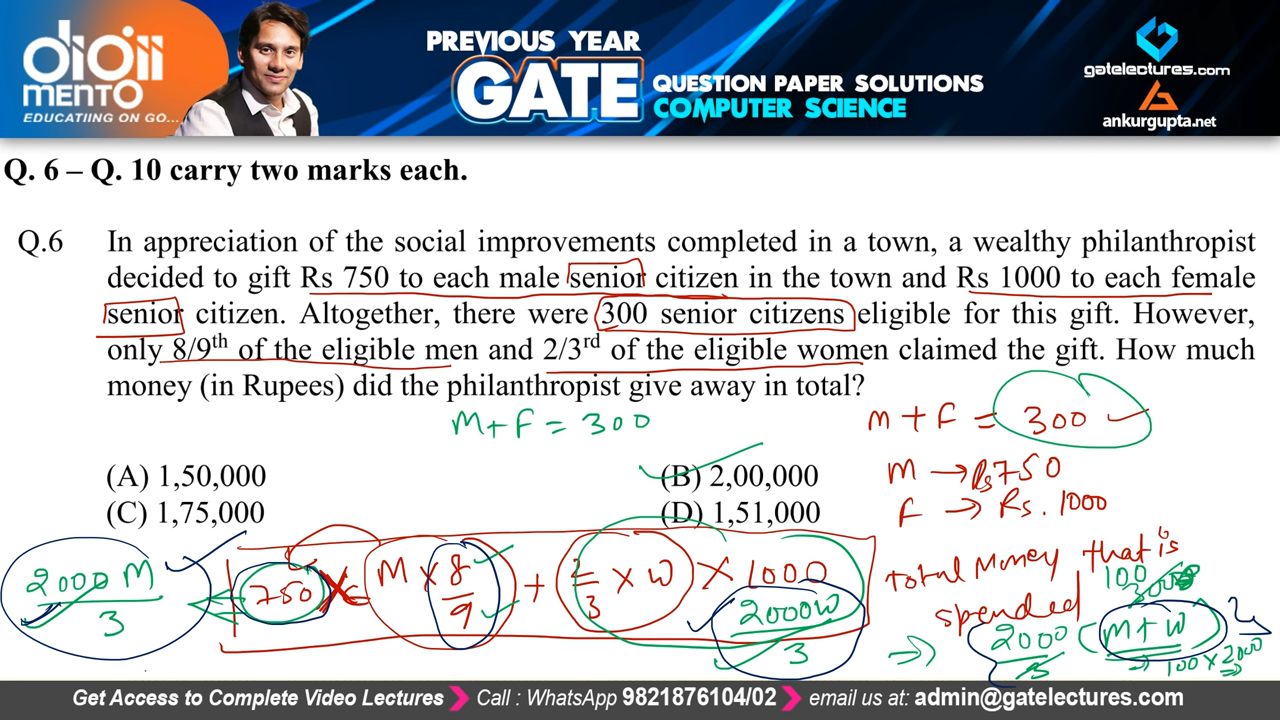 digii
MENTO
EDUCATIING ON GO...
PREVIOUS YEAR
GATE
QUESTION PAPER SOLUTIONS
COMPUTER SCIENCE
gatelectures.com
ankurgupta.net
Q. 6 – Q. 10 carry two marks each.
Q.6 In appreciation of the social improvements completed in a town, a wealthy philanthropist
decided to gift Rs 750 to each male senior citizen in the town and Rs 1000 to each female
senior citizen. Altogether, there were 300 senior citizens eligible for this gift. However,
only 8/9th of the eligible men and 2/3rd of the eligible women claimed the gift. How much
money (in Rupees) did the philanthropist give away in total?
M+F = 300
m + F = 300
(A) 1,50,000 (B) 2,00,000
(C) 1,75,000 (D) 1,51,000
M → Rs 750
F → Rs. 1000
total Money that is
spended
2000 M / 3
750 × M × 8/9 + 2/3 × W × 1000
2000W / 3
⇒ 2000/3 (M+W)
100
100 × 2000
Get Access to Complete Video Lectures Call : WhatsApp 9821876104/02 email us at: admin@gatelectures.com